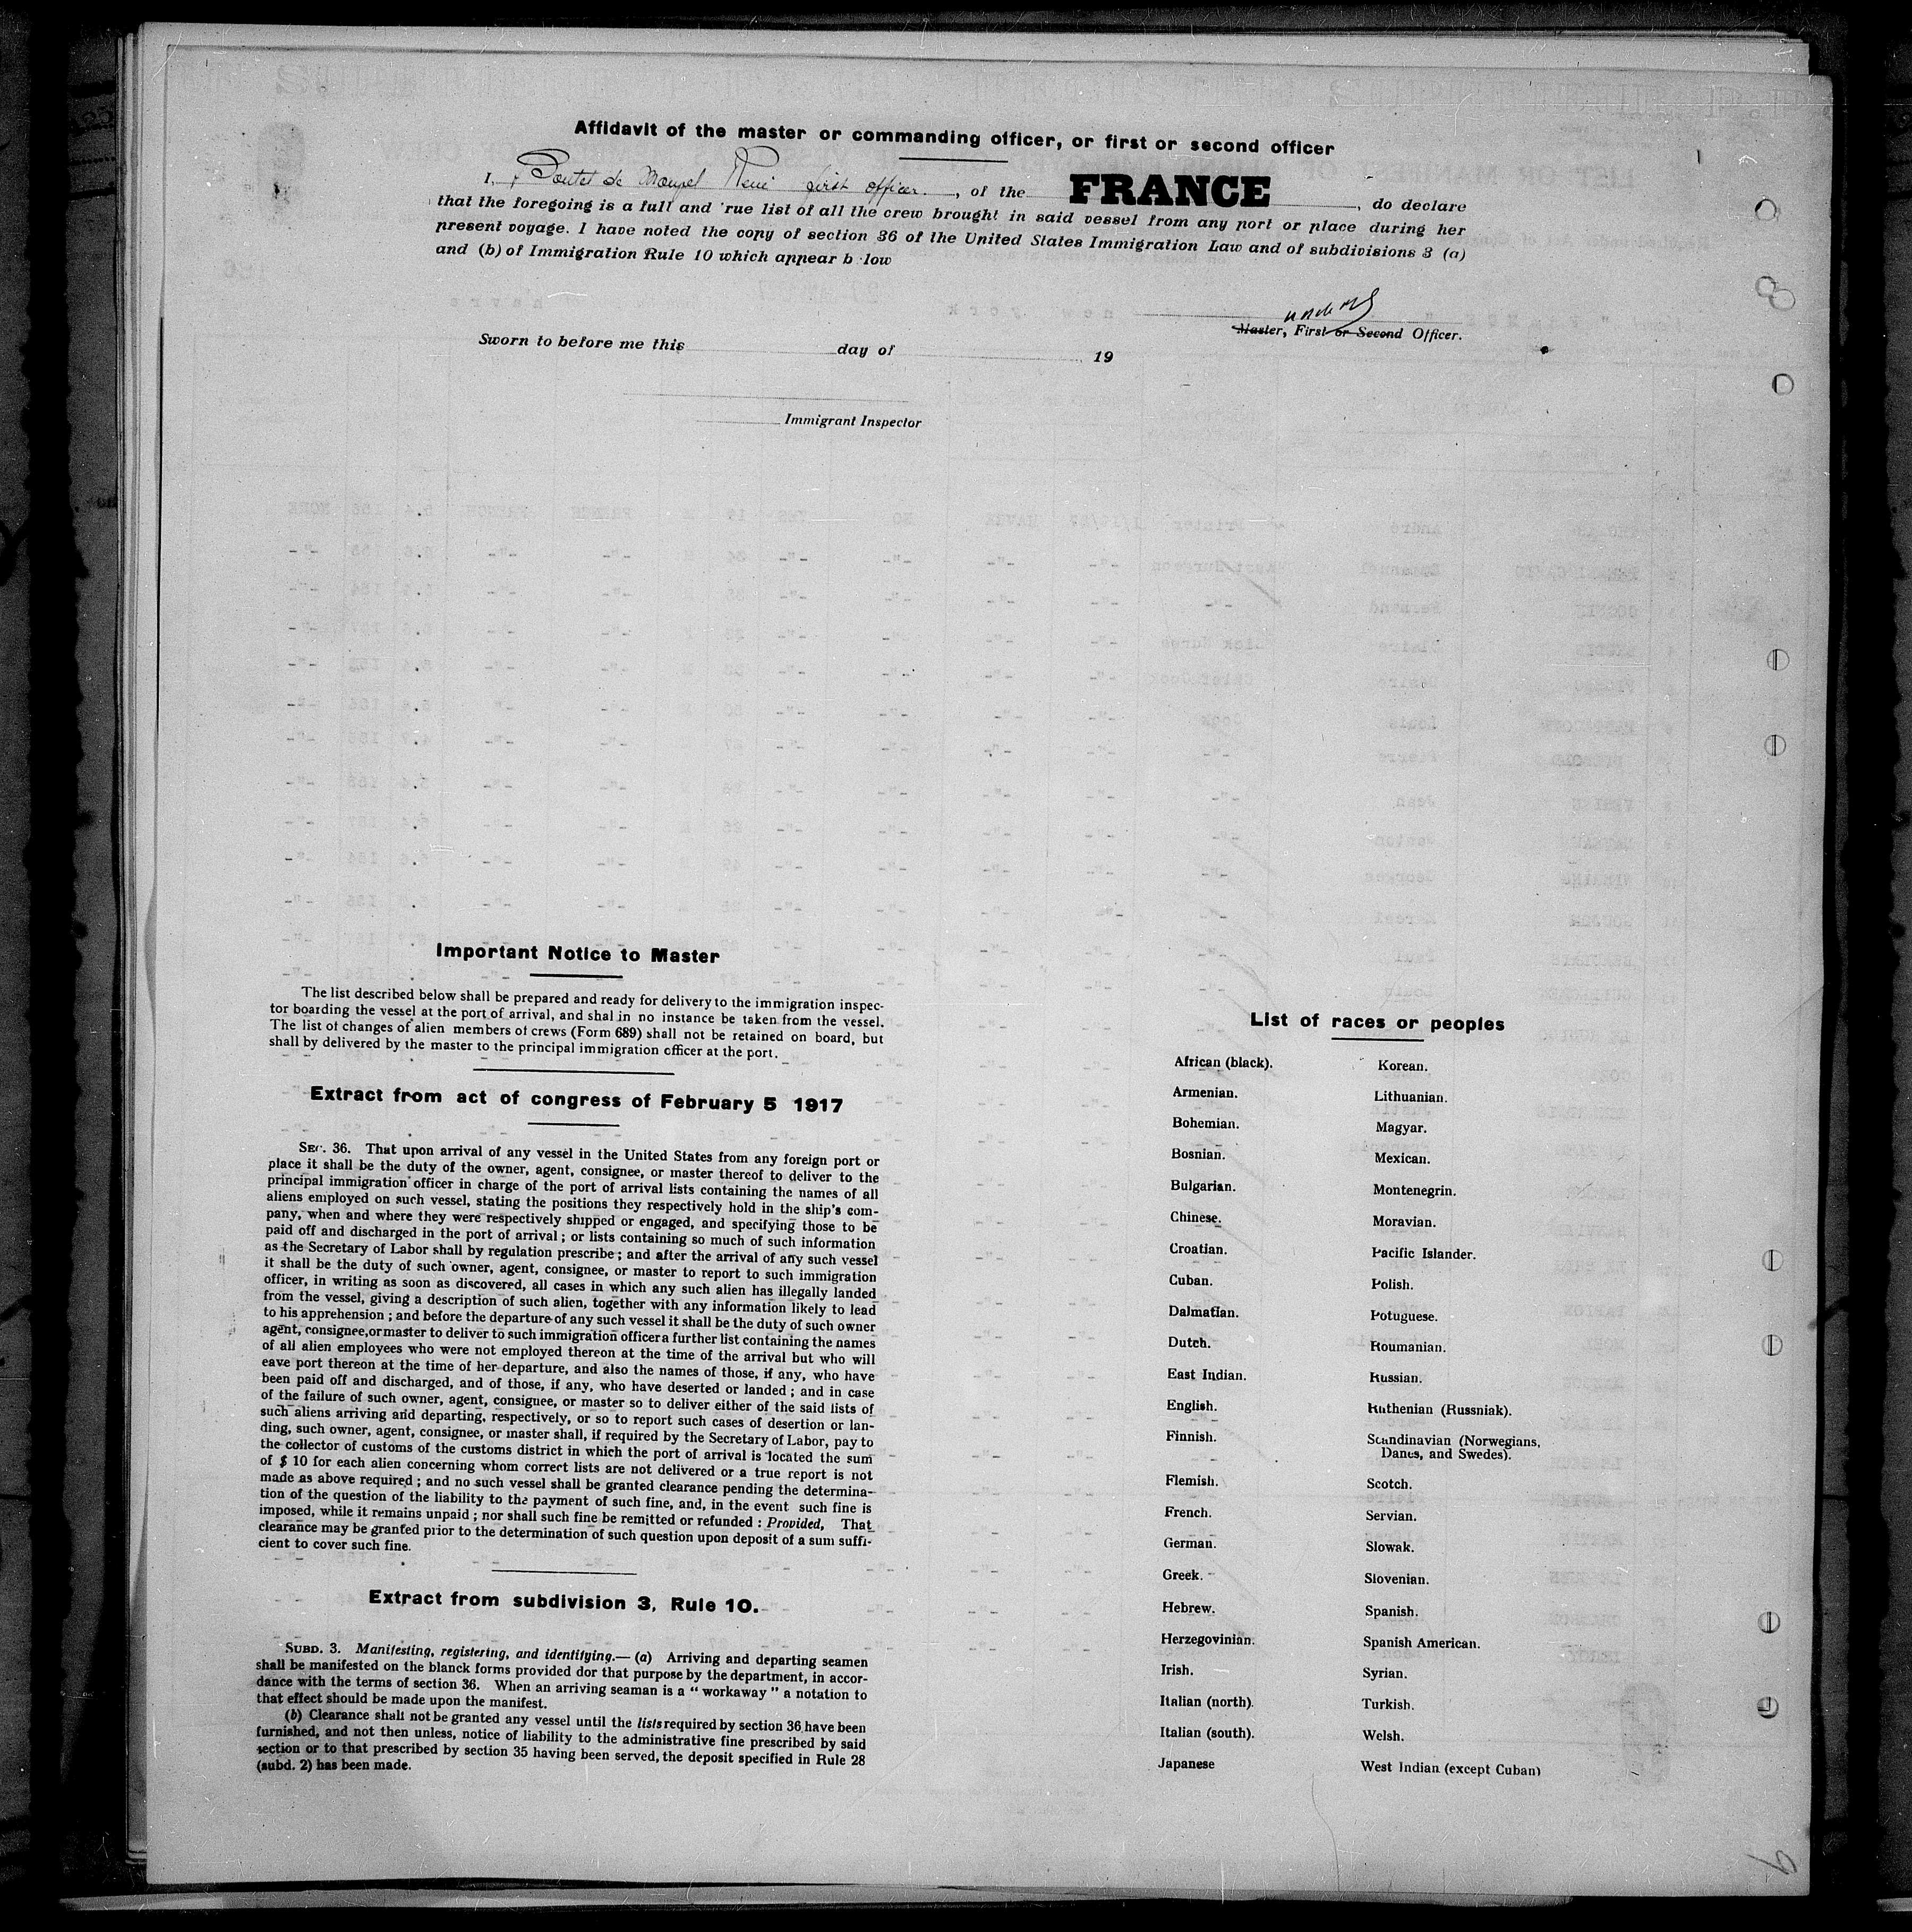 Affidavit of the master or commanding officer, or first or second officer
I, Poutet de René first officer, of the FRANCE, do declare
that the foregoing is a full and 'rue list of all the crew brought in said vessel from any port or place during her
present voyage. I have noted the copy of section 36 of the United States Immigration Law and of subdivisions 3 (a)
and (b) of Immigration Rule 10 which appear b low
Master, First or Second Officer.
Sworn to before me this day of 19
Immigrant Inspector
Important Notice to Master
The list described below shall be prepared and ready for delivery to the immigration inspec-
tor boarding the vessel at the port of arrival, and shal in no instance be taken from the vessel.
The list of changes of alien members of crews (Form 689) shall not be retained on board, but
shall by delivered by the master to the principal immigration officer at the port.
Extract from act of congress of February 5 1917
SEC. 36. That upon arrival of any vessel in the United States from any foreign port or
place it shall be the duty of the owner, agent, consignee, or master thereof to deliver to the
principal immigration officer in charge of the port of arrival lists containing the names of all
aliens employed on such vessel, stating the positions they respectively hold in the ship's com-
pany, when and where they were respectively shipped or engaged, and specifying those to be
paid off and discharged in the port of arrival; or lists containing so much of such information
as the Secretary of Labor shall by regulation prescribe; and after the arrival of any such vessel
it shall be the duty of such owner, agent, consignee, or master to report to such immigration
officer, in writing as soon as discovered, all cases in which any such alien has illegally landed
from the vessel, giving a description of such alien, together with any information likely to lead
to his apprehension; and before the departure of any such vessel it shall be the duty of such owner
agent, consignee, or master to deliver to such immigration officer a further list containing the names
of all alien employees who were not employed thereon at the time of the arrival but who will
eave port thereon at the time of her departure, and also the names of those, if any, who have
been paid off and discharged, and of those, if any, who have deserted or landed; and in case
of the failure of such owner, agent, consignee, or master so to deliver either of the said lists of
such aliens arriving and departing, respectively, or so to report such cases of desertion or lan-
ding, such owner, agent, consignee, or master shall, if required by the Secretary of Labor, pay to
the collector of customs of the customs district in which the port of arrival is located the sum
of $ 10 for each alien concerning whom correct lists are not delivered or a true report is not
made as above required; and no such vessel shall be granted clearance pending the determina-
tion of the question of the liability to the payment of such fine, and, in the event such fine is
imposed, while it remains unpaid; nor shall such fine be remitted or refunded: Provided, That
clearance may be granted prior to the determination of such question upon deposit of a sum suffi-
cient to cover such fine.
Extract from subdivision 3, Rule 10.
SUBD. 3. Manifesting, registering, and identifying.— (a) Arriving and departing seamen
shall be manifested on the blanck forms provided dor that purpose by the department, in accor-
dance with the terms of section 36. When an arriving seaman is a "workaway" a notation to
that effect should be made upon the manifest.
(b) Clearance shall not be granted any vessel until the lists required by section 36 have been
furnished, and not then unless, notice of liability to the administrative fine prescribed by said
section or to that prescribed by section 35 having been served, the deposit specified in Rule 28
(subd. 2) has been made.
List of races or peoples
African (black).
Armenian.
Bohemian.
Bosnian.
Bulgarian.
Chinese.
Croatian.
Cuban.
Dalmatian.
Dutch.
East Indian.
English.
Finnish.
Flemish.
French.
German.
Greek.
Hebrew.
Herzegovinian.
Irish.
Italian (north).
Italian (south).
Japanese
Korean.
Lithuanian.
Magyar.
Mexican.
Montenegrin.
Moravian.
Pacific Islander.
Polish.
Potuguese.
Roumanian.
Russian.
Ruthenian (Russniak).
Scandinavian (Norwegians,
Danes, and Swedes).
Scotch.
Servian.
Slowak.
Slovenian.
Spanish.
Spanish American.
Syrian.
Turkish.
Welsh.
West Indian (except Cuban)